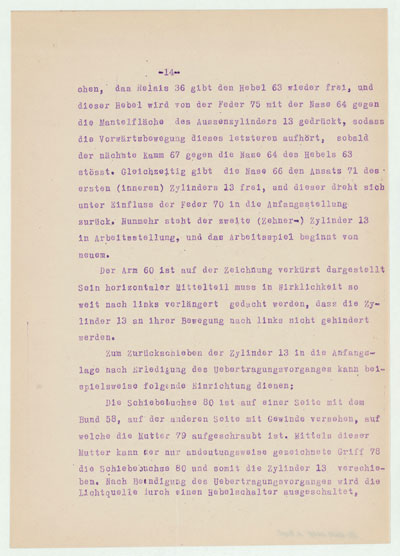 -14-
chen, das Relais 36 gibt den Hebel 63 wieder frei, und
dieser Hebel wird von der Feder 75 mit der Nase 64 gegen
die Mantelfläche des Aussenzylinders 13 gedrückt, sodass
die Vorwärtsbewegung dieses letzteren aufhört, sobald
der nächste Kamm 67 gegen die Nase 64 des Hebels 63
stösst. Gleichzeitig gibt die Nase 66 den Ansatz 71 des
ersten (inneren) Zylinders 13 frei, und dieser dreht sich
unter Einfluss der Feder 70 in die Anfangsstellung
zurück. Nunmehr steht der zweite (Zehner-) Zylinder 13
in Arbeitsstellung, und das Arbeitsspiel beginnt von
neuem.
Der Arm 60 ist auf der Zeichnung verkürzt dargestellt
Sein horizontaler Mittelteil muss in Wirklichkeit so
weit nach links verlängert gedacht werden, dass die Zy-
linder 13 an ihrer Bewegung nach links nicht gehindert
werden.
Zum Zurückschieben der Zylinder 13 in die Anfangs-
lage nach Erledigung des Uebertragungsvorganges kann bei-
spielsweise folgende Einrichtung dienen:
Die Schiebebuchse 80 ist auf einer Seite mit dem
Bund 58, auf der anderen Seite mit Gewinde versehen, auf
welche die Mutter 79 aufgeschraubt ist. Mittels dieser
Mutter kann der nur andeutungsweise gezeichnete Griff 78
die Schiebebuchse 80 und somit die Zylinder 13 verschie-
ben. Nach Beendigung des Uebertragungsvorganges wird die
Lichtquelle durch einen Hebelschalter ausgeschaltet,